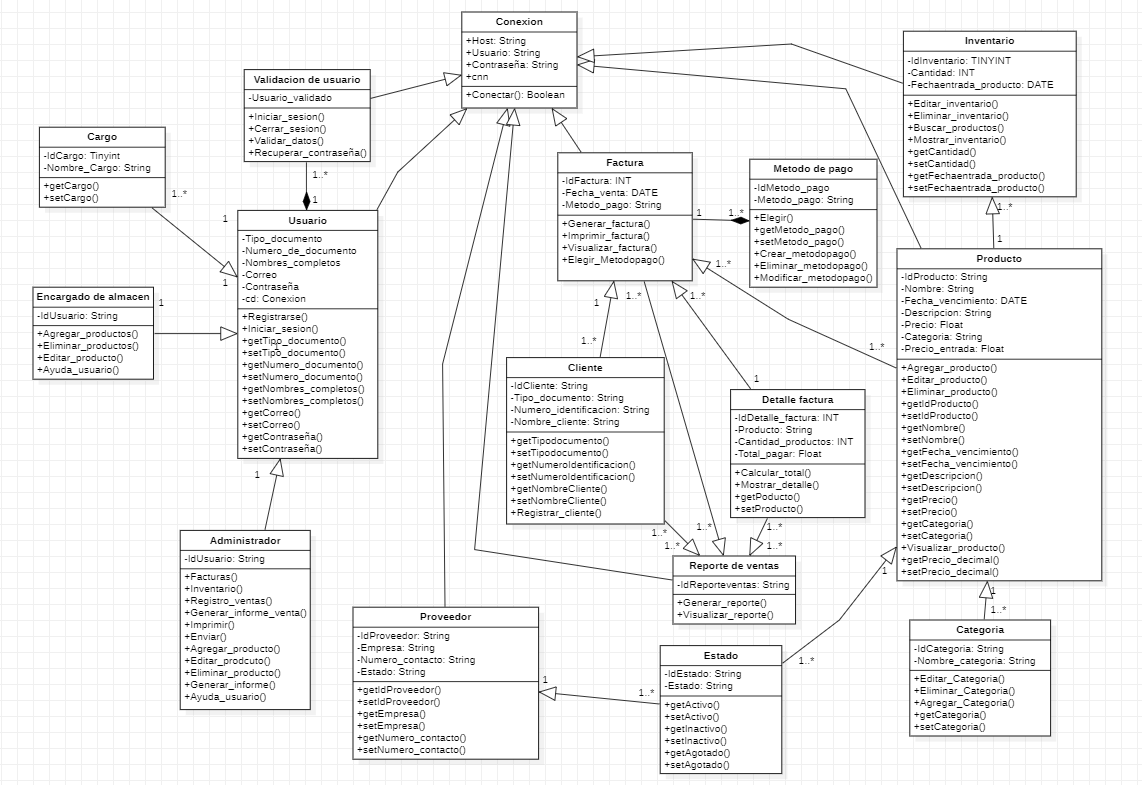 Conexion
+Host: String
+Usuario: String
+Contraseña: String
+cnn
+Conectar(): Boolean
Inventario
-IdInventario: TINYINT
-Cantidad: INT
-Fechaentrada_producto: DATE
+Editar_inventario()
+Eliminar_inventario()
+Buscar_productos()
+Mostrar_inventario()
+getCantidad()
+setCantidad()
+getFechaentrada_producto()
+setFechaentrada_producto()
1..*
1
Validacion de usuario
-Usuario_validado
+Iniciar_sesion()
+Cerrar_sesion()
+Validar_datos()
+Recuperar_contraseña()
1..*
1
Cargo
-IdCargo: Tinyint
-Nombre_Cargo: String
+getCargo()
+setCargo()
1..*
1
1
Factura
-IdFactura: INT
-Fecha_venta: DATE
-Metodo_pago: String
+Generar_factura()
+Imprimir_factura()
+Visualizar_factura()
+Elegir_Metodopago()
1
1..*
Metodo de pago
-IdMetodo_pago
-Metodo_pago: String
+Elegir()
+getMetodo_pago()
+setMetodo_pago()
+Crear_metodopago()
+Eliminar_metodopago()
+Modificar_metodopago()
Usuario
-Tipo_documento
-Numero_de_documento
-Nombres_completos
-Correo
-Contraseña
-cd: Conexion
+Registrarse()
+Iniciar_sesion()
+getTipo_documento()
+setTipo_documento()
+getNumero_documento()
+setNumero_documento()
+getNombres_completos()
+setNombres_completos()
+getCorreo()
+setCorreo()
+getContraseña()
+setContraseña()
1
1
Encargado de almacen
-IdUsuario: String
+Agregar_productos()
+Eliminar_productos()
+Editar_producto()
+Ayuda_usuario()
1
Producto
-IdProducto: String
-Nombre: String
-Fecha_vencimiento: DATE
-Descripcion: String
-Precio: Float
-Categoria: String
-Precio_entrada: Float
+Agregar_producto()
+Editar_producto()
+Eliminar_producto()
+getIdProducto()
+setIdProducto()
+getNombre()
+setNombre()
+getFecha_vencimiento()
+setFecha_vencimiento()
+getDescripcion()
+setDescripcion()
+getPrecio()
+setPrecio()
+getCategoria()
+setCategoria()
+Visualizar_producto()
+getPrecio_decimal()
+setPrecio_decimal()
1..*
1..*
1
1..*
1..*
1..*
1
Cliente
-IdCliente: String
-Tipo_documento: String
-Numero_identificacion: String
-Nombre_cliente: String
+getTipodocumento()
+setTipodocumento()
+getNumeroIdentificacion()
+setNumeroIdentificacion()
+getNombreCliente()
+setNombreCliente()
+Registrar_cliente()
Detalle factura
-IdDetalle_factura: INT
-Producto: String
-Cantidad_productos: INT
-Total_pagar: Float
+Calcular_total()
+Mostrar_detalle()
+getPoducto()
+setProducto()
1..*
1..*
1..*
1..*
1..*
Administrador
-IdUsuario: String
+Facturas()
+Inventario()
+Registro_ventas()
+Generar_informe_venta()
+Imprimir()
+Enviar()
+Agregar_producto()
+Editar_prodcuto()
+Eliminar_producto()
+Generar_informe()
+Ayuda_usuario()
Reporte de ventas
-IdReporteventas: String
+Generar_reporte()
+Visualizar_reporte()
1
1..*
1
1..*
Proveedor
-IdProveedor: String
-Empresa: String
-Numero_contacto: String
-Estado: String
+getIdProveedor()
+setIdProveedor()
+getEmpresa()
+setEmpresa()
+getNumero_contacto()
+setNumero_contacto()
1
1..*
Estado
-IdEstado: String
-Estado: String
+getActivo()
+setActivo()
+getInactivo()
+setInactivo()
+getAgotado()
+setAgotado()
Categoria
-IdCategoria: String
-Nombre_categoria: String
+Editar_Categoria()
+Eliminar_Categoria()
+Agregar_Categoria()
+getCategoria()
+setCategoria()